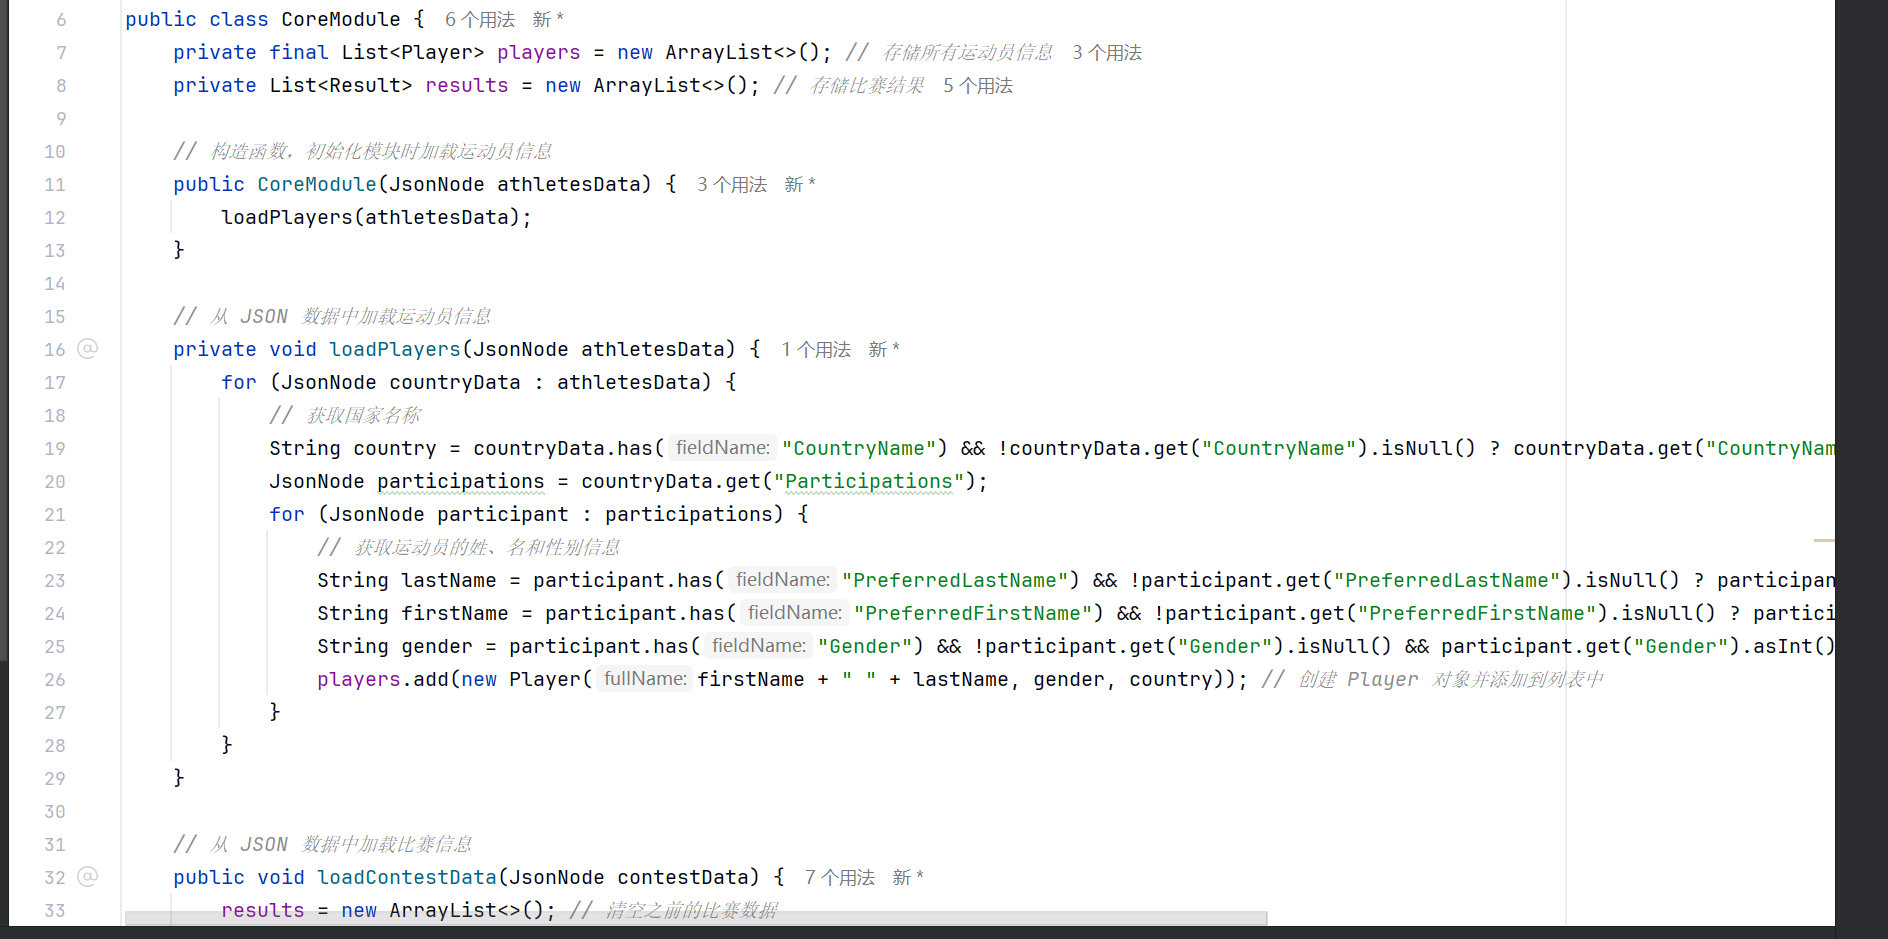 6 public class CoreModule { 6 个用法 新 *
7 private final List<Player> players = new ArrayList<>(); // 存储所有运动员信息 3 个用法
8 private List<Result> results = new ArrayList<>(); // 存储比赛结果 5 个用法
9
10 // 构造函数，初始化模块时加载运动员信息
11 public CoreModule(JsonNode athletesData) { 3 个用法 新 *
12 loadPlayers(athletesData);
13 }
14
15 // 从 JSON 数据中加载运动员信息
16 @ private void loadPlayers(JsonNode athletesData) { 1 个用法 新 *
17 for (JsonNode countryData : athletesData) {
18 // 获取国家名称
19 String country = countryData.has( fieldName: "CountryName") && !countryData.get("CountryName").isNull() ? countryData.get("CountryNam
20 JsonNode participations = countryData.get("Participations");
21 for (JsonNode participant : participations) {
22 // 获取运动员的姓、名和性别信息
23 String lastName = participant.has( fieldName: "PreferredLastName") && !participant.get("PreferredLastName").isNull() ? participan
24 String firstName = participant.has( fieldName: "PreferredFirstName") && !participant.get("PreferredFirstName").isNull() ? partici
25 String gender = participant.has( fieldName: "Gender") && !participant.get("Gender").isNull() && participant.get("Gender").asInt()
26 players.add(new Player( fullName: firstName + " " + lastName, gender, country)); // 创建 Player 对象并添加到列表中
27 }
28 }
29 }
30
31 // 从 JSON 数据中加载比赛信息
32 @ public void loadContestData(JsonNode contestData) { 7 个用法 新 *
33 results = new ArrayList<>(); // 清空之前的比赛数据